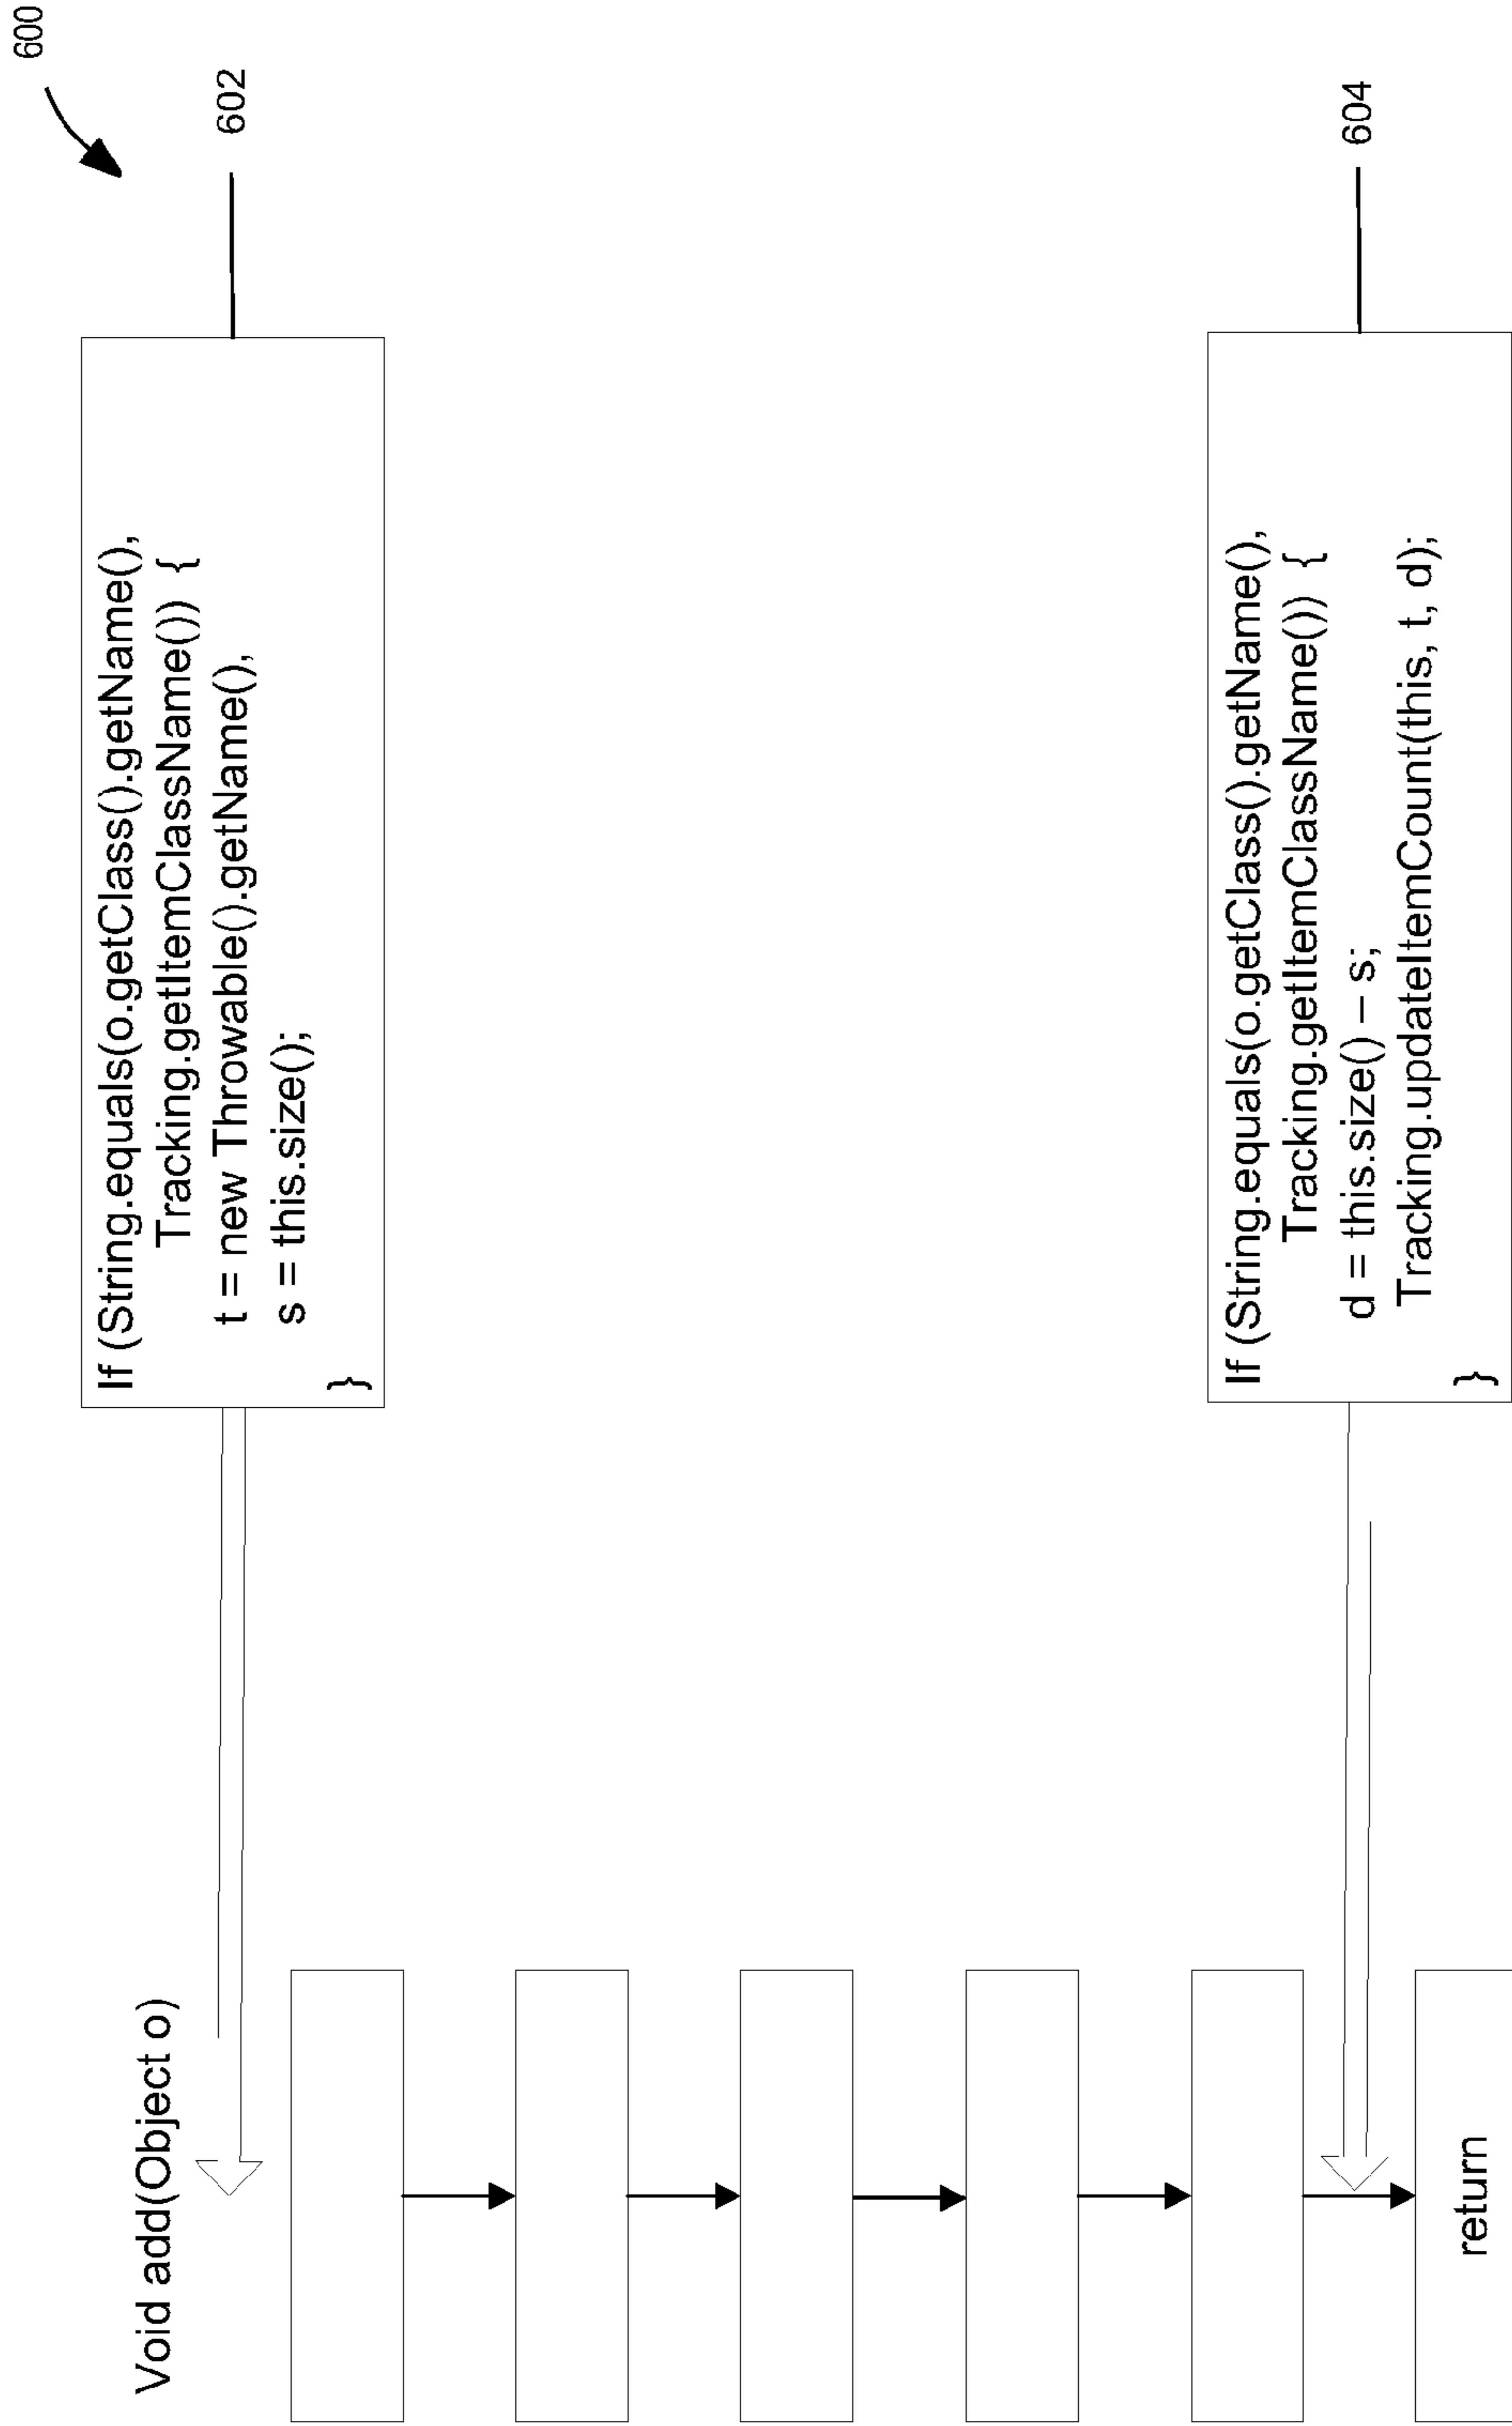 600
Void add(Object o)
If (String.equals(o.getClass().getName(),
Tracking.getItemClassName()) {
t = new Throwable().getName(),
s = this.size();
}
602
If (String.equals(o.getClass().getName(),
Tracking.getItemClassName()) {
d = this.size() – s;
Tracking.updateItemCount(this, t, d);
}
604
return